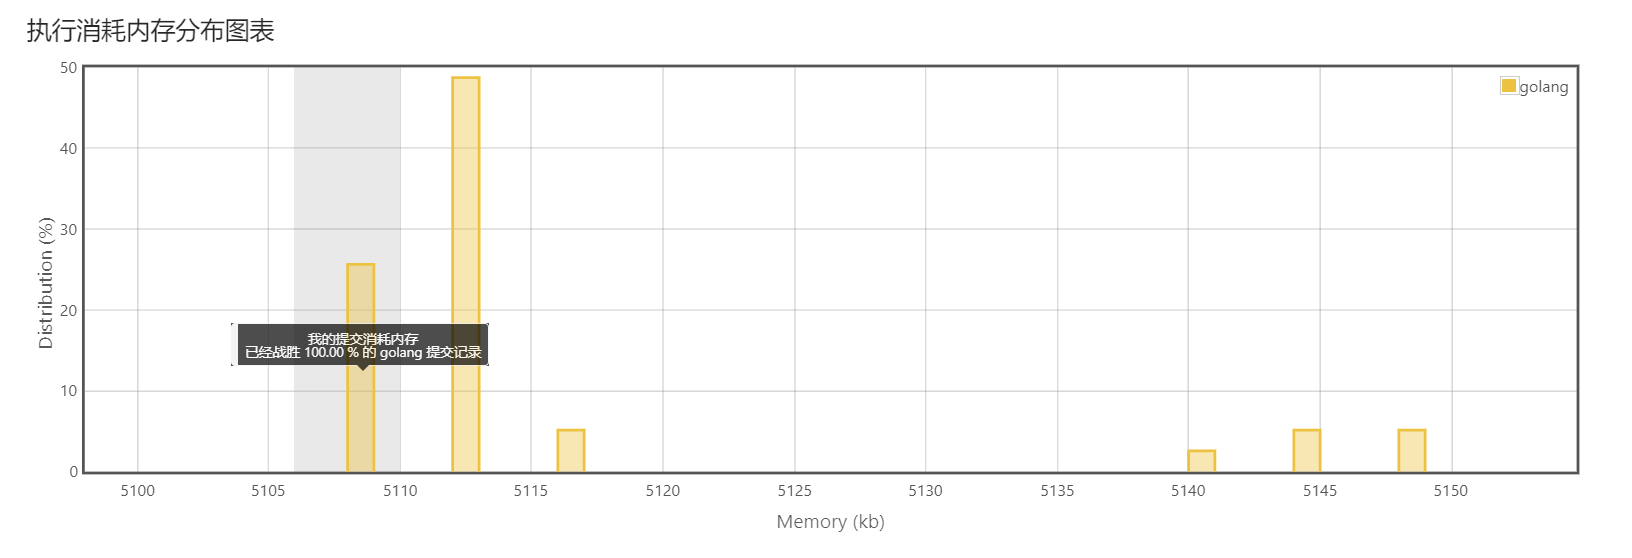 执行消耗内存分布图表
50
golang
40
30
20
10
0
Distribution (%)
我的提交消耗内存
已经战胜 100.00 % 的 golang 提交记录
5100 5105 5110 5115 5120 5125 5130 5135 5140 5145 5150
Memory (kb)